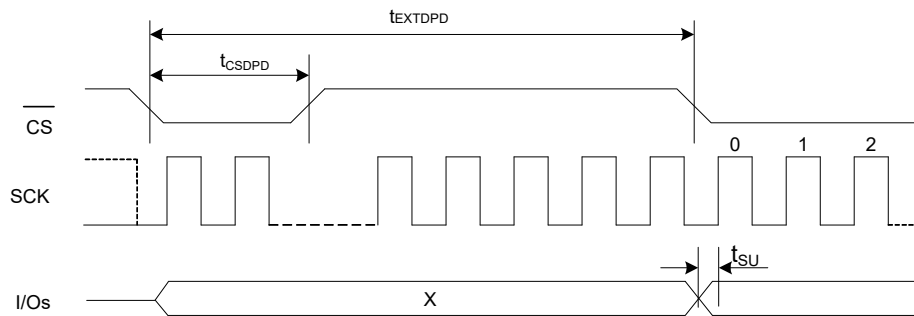 tEXTDPD
tCSDPD
CS
0 1 2
SCK
tSU
I/Os
X